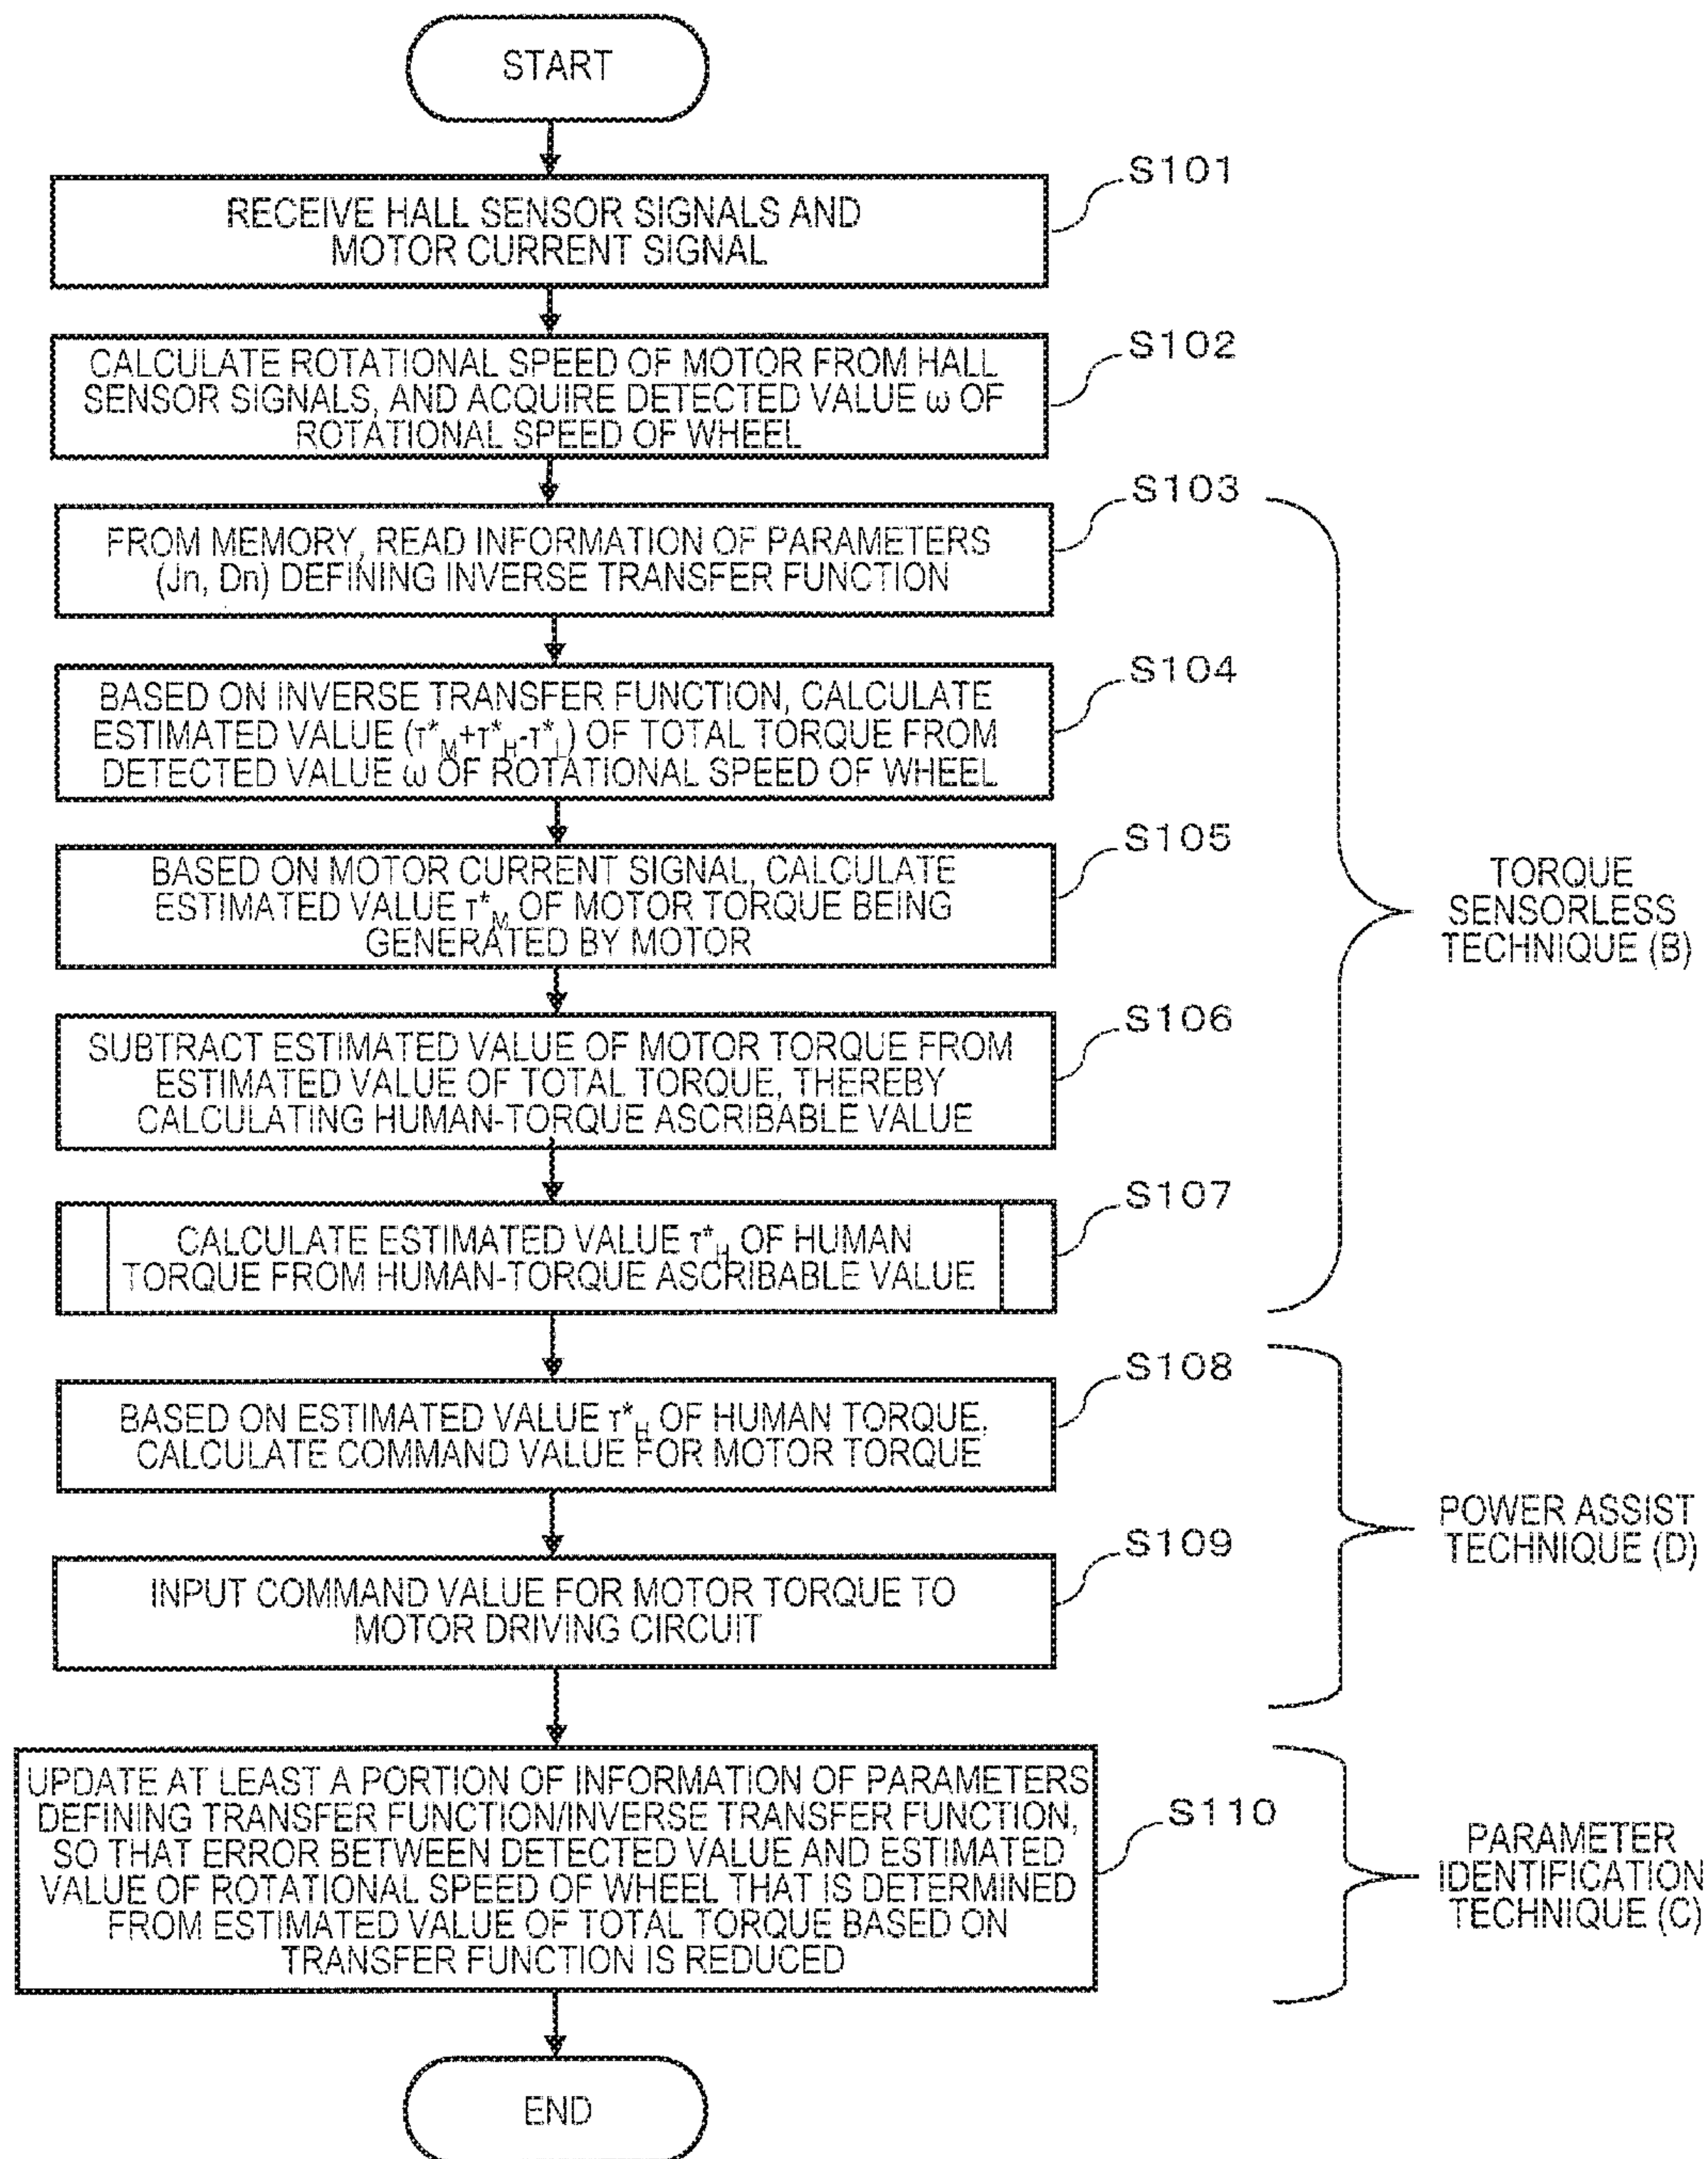 START
S101
RECEIVE HALL SENSOR SIGNALS AND
MOTOR CURRENT SIGNAL
S102
CALCULATE ROTATIONAL SPEED OF MOTOR FROM HALL
SENSOR SIGNALS, AND ACQUIRE DETECTED VALUE ω OF
ROTATIONAL SPEED OF WHEEL
S103
FROM MEMORY, READ INFORMATION OF PARAMETERS
(Jn, Dn) DEFINING INVERSE TRANSFER FUNCTION
S104
BASED ON INVERSE TRANSFER FUNCTION, CALCULATE
ESTIMATED VALUE (τ*M+τ*H-τ*L) OF TOTAL TORQUE FROM
DETECTED VALUE ω OF ROTATIONAL SPEED OF WHEEL
S105
BASED ON MOTOR CURRENT SIGNAL, CALCULATE
ESTIMATED VALUE τ*M OF MOTOR TORQUE BEING
GENERATED BY MOTOR
S106
SUBTRACT ESTIMATED VALUE OF MOTOR TORQUE FROM
ESTIMATED VALUE OF TOTAL TORQUE, THEREBY
CALCULATING HUMAN-TORQUE ASCRIBABLE VALUE
S107
CALCULATE ESTIMATED VALUE τ*H OF HUMAN
TORQUE FROM HUMAN-TORQUE ASCRIBABLE VALUE
TORQUE
SENSORLESS
TECHNIQUE (B)
S108
BASED ON ESTIMATED VALUE τ*H OF HUMAN TORQUE,
CALCULATE COMMAND VALUE FOR MOTOR TORQUE
S109
INPUT COMMAND VALUE FOR MOTOR TORQUE TO
MOTOR DRIVING CIRCUIT
POWER ASSIST
TECHNIQUE (D)
S110
UPDATE AT LEAST A PORTION OF INFORMATION OF PARAMETERS
DEFINING TRANSFER FUNCTION/INVERSE TRANSFER FUNCTION,
SO THAT ERROR BETWEEN DETECTED VALUE AND ESTIMATED
VALUE OF ROTATIONAL SPEED OF WHEEL THAT IS DETERMINED
FROM ESTIMATED VALUE OF TOTAL TORQUE BASED ON
TRANSFER FUNCTION IS REDUCED
PARAMETER
IDENTIFICATION
TECHNIQUE (C)
END